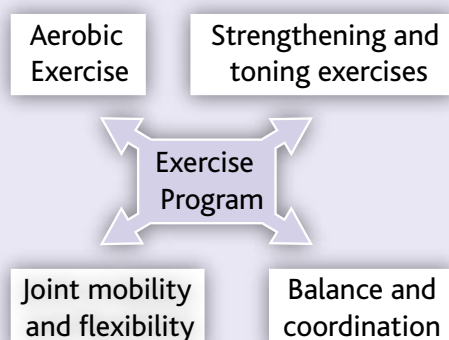 Aerobic
Exercise
Strengthening and
toning exercises
Exercise
Program
Joint mobility
and flexibility
Balance and
coordination